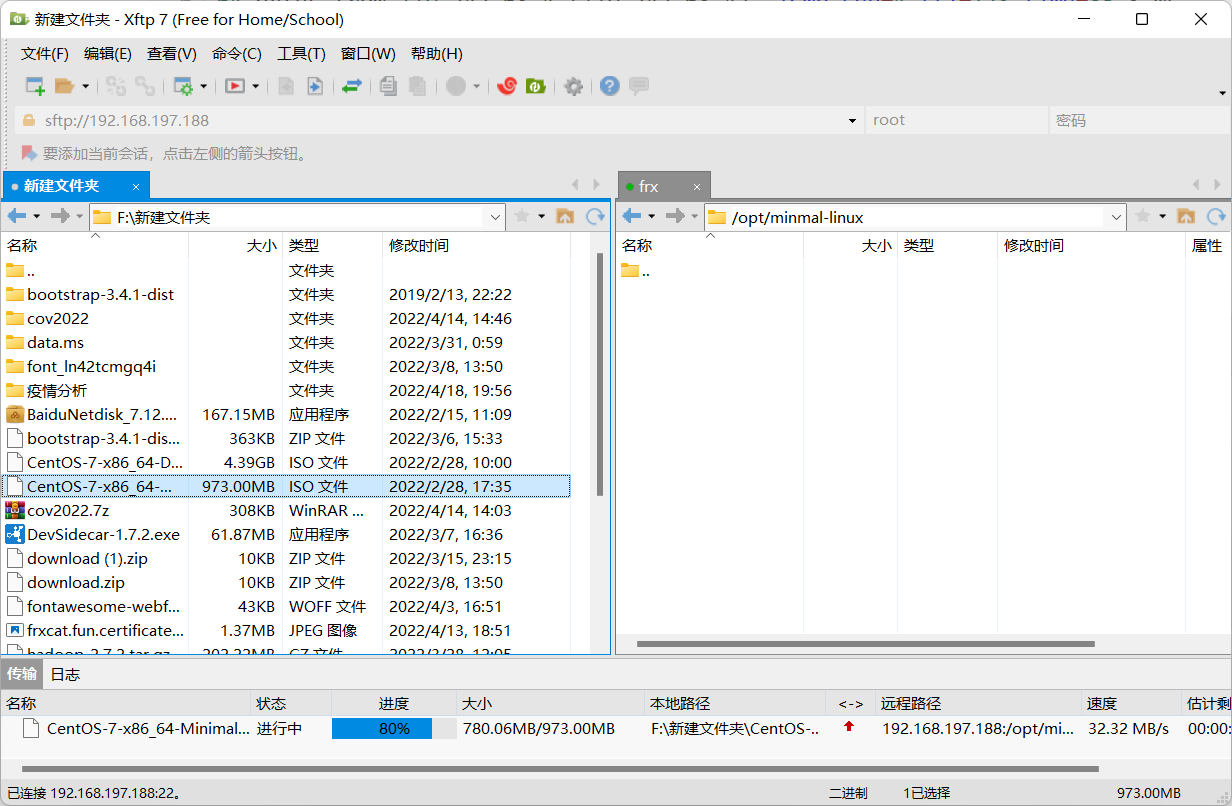 新建文件夹 - Xftp 7 (Free for Home/School)
文件(F) 编辑(E) 查看(V) 命令(C) 工具(T) 窗口(W) 帮助(H)
sftp://192.168.197.188 root 密码
要添加当前会话，点击左侧的箭头按钮。
新建文件夹 ×
F:\新建文件夹
名称 大小 类型 修改时间
.. 文件夹
bootstrap-3.4.1-dist 文件夹 2019/2/13, 22:22
cov2022 文件夹 2022/4/14, 14:46
data.ms 文件夹 2022/3/31, 0:59
font_ln42tcmgq4i 文件夹 2022/3/8, 13:50
疫情分析 文件夹 2022/4/18, 19:56
BaiduNetdisk_7.12.... 167.15MB 应用程序 2022/2/15, 11:09
bootstrap-3.4.1-dis... 363KB ZIP 文件 2022/3/6, 15:33
CentOS-7-x86_64-D... 4.39GB ISO 文件 2022/2/28, 10:00
CentOS-7-x86_64-... 973.00MB ISO 文件 2022/2/28, 17:35
cov2022.7z 308KB WinRAR ... 2022/4/14, 14:03
DevSidecar-1.7.2.exe 61.87MB 应用程序 2022/3/7, 16:36
download (1).zip 10KB ZIP 文件 2022/3/15, 23:15
download.zip 10KB ZIP 文件 2022/3/8, 13:50
fontawesome-webf... 43KB WOFF 文件 2022/4/3, 16:51
frxcat.fun.certificate... 1.37MB JPEG 图像 2022/4/13, 18:51
frx ×
/opt/minmal-linux
名称 大小 类型 修改时间 属性
..
传输 日志
名称 状态 进度 大小 本地路径 <-> 远程路径 速度 估计剩
CentOS-7-x86_64-Minimal... 进行中 80% 780.06MB/973.00MB F:\新建文件夹\CentOS-.. 192.168.197.188:/opt/mi... 32.32 MB/s 00:00:
已连接 192.168.197.188:22。 二进制 1已选择 973.00MB